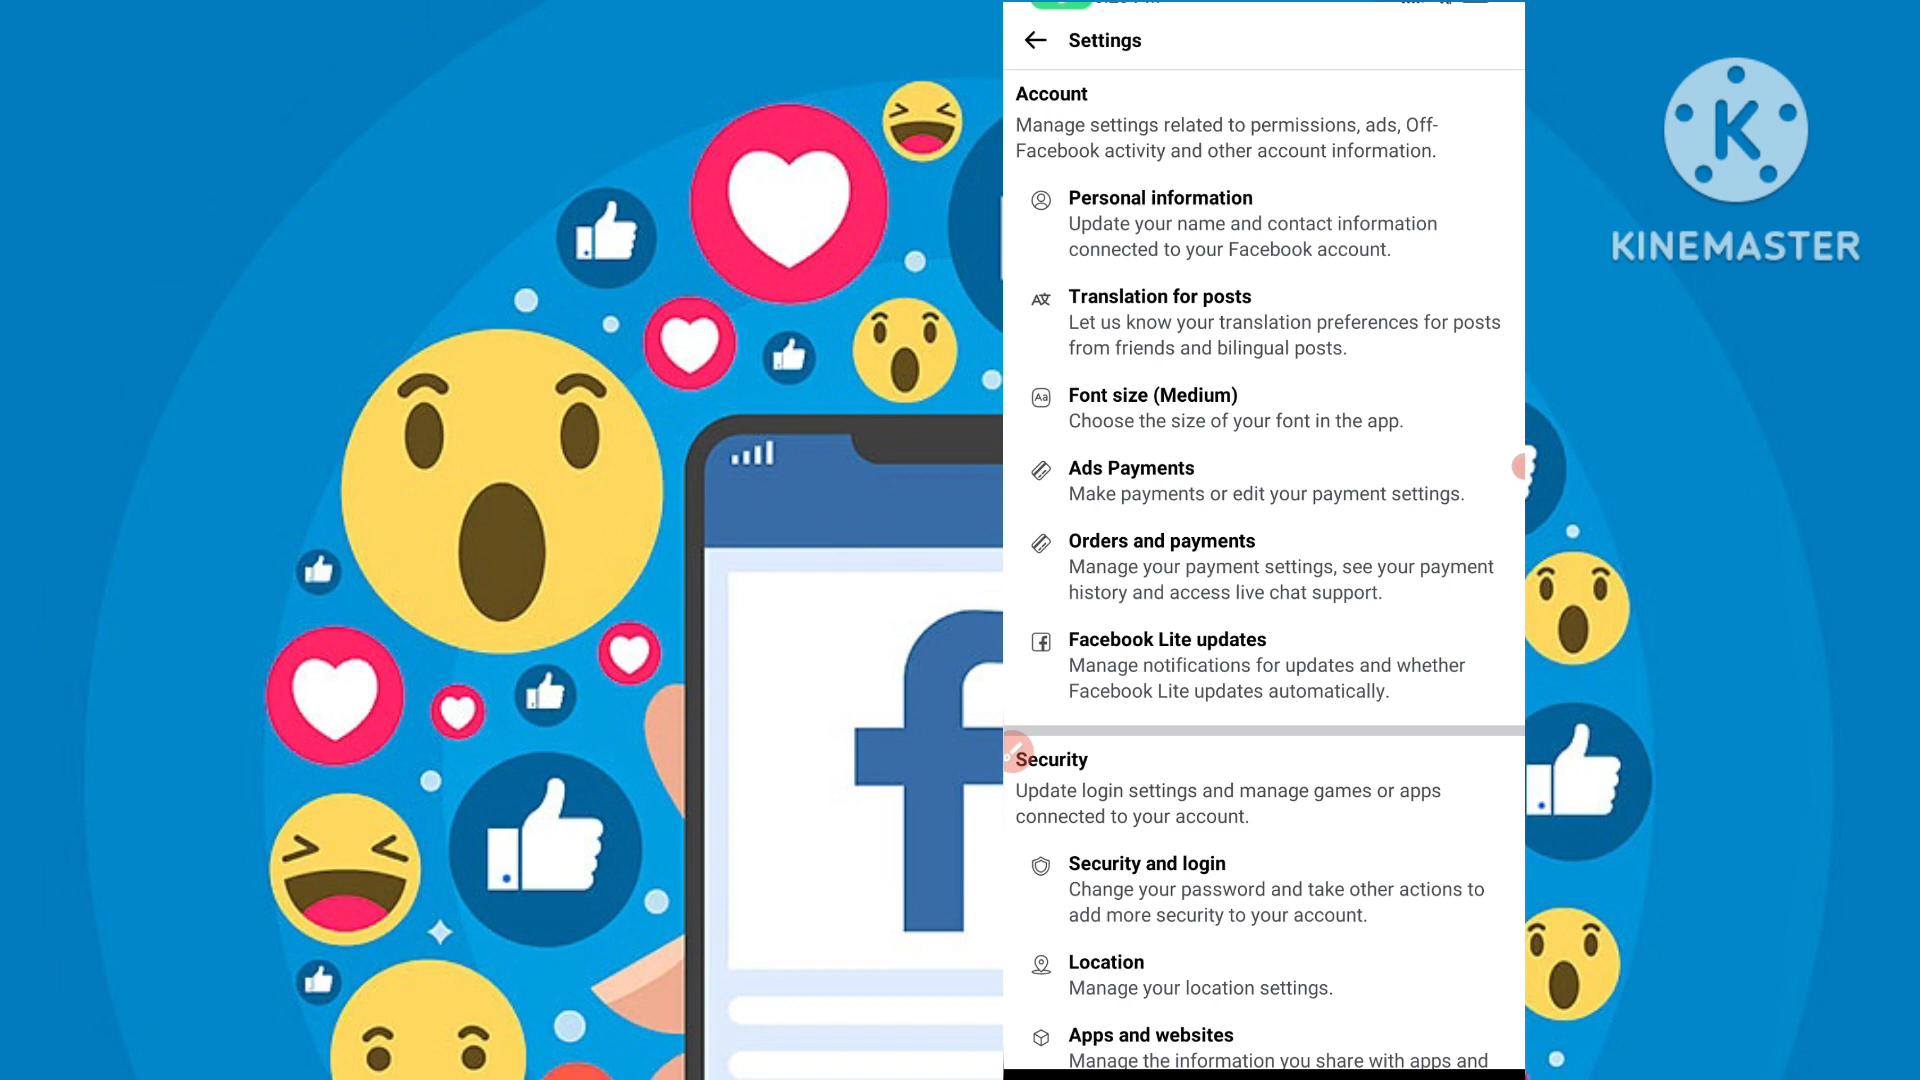 Settings
Account
Manage settings related to permissions, ads, Off-
Facebook activity and other account information.
Personal information
Update your name and contact information
connected to your Facebook account.
Translation for posts
Let us know your translation preferences for posts
from friends and bilingual posts.
Font size (Medium)
Choose the size of your font in the app.
Ads Payments
Make payments or edit your payment settings.
Orders and payments
Manage your payment settings, see your payment
history and access live chat support.
Facebook Lite updates
Manage notifications for updates and whether
Facebook Lite updates automatically.
Security
Update login settings and manage games or apps
connected to your account.
Security and login
Change your password and take other actions to
add more security to your account.
Location
Manage your location settings.
Apps and websites
Manage the information you share with apps and
K
KINEMASTER
f